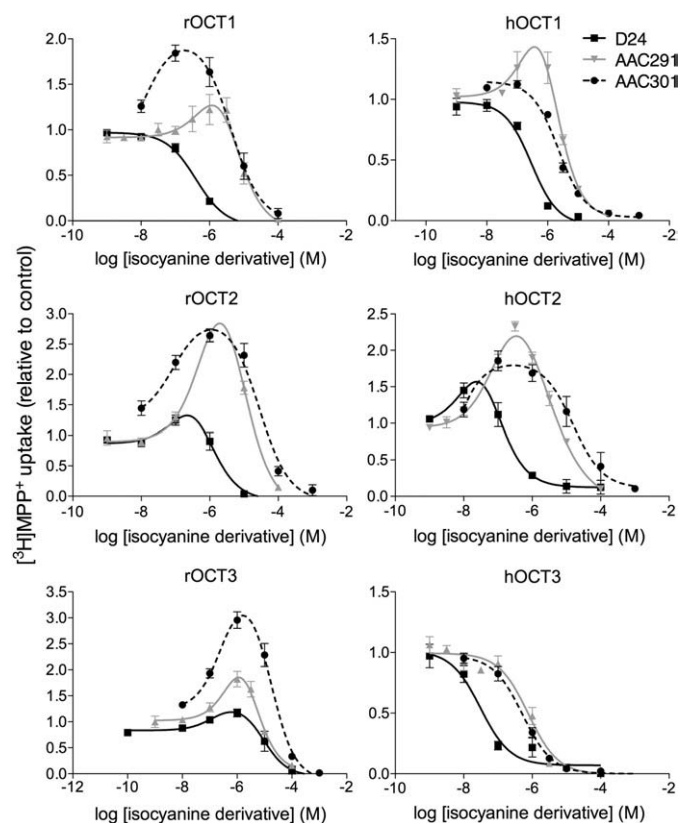 rOCT1
hOCT1
D24
AAC291
AAC301
2.0
1.5
1.0
0.5
0.0
-10 -8 -6 -4 -2
log [isocyanine derivative] (M)
1.5
1.0
0.5
0.0
-10 -8 -6 -4 -2
log [isocyanine derivative] (M)
[³H]MPP⁺ uptake (relative to control)
rOCT2
hOCT2
3.0
2.5
2.0
1.5
1.0
0.5
0.0
-10 -8 -6 -4 -2
log [isocyanine derivative] (M)
2.5
2.0
1.5
1.0
0.5
0.0
-10 -8 -6 -4 -2
log [isocyanine derivative] (M)
rOCT3
hOCT3
3.5
3.0
2.5
2.0
1.5
1.0
0.5
0.0
-12 -10 -8 -6 -4 -2
log [isocyanine derivative] (M)
1.5
1.0
0.5
0.0
-10 -8 -6 -4 -2
log [isocyanine derivative] (M)